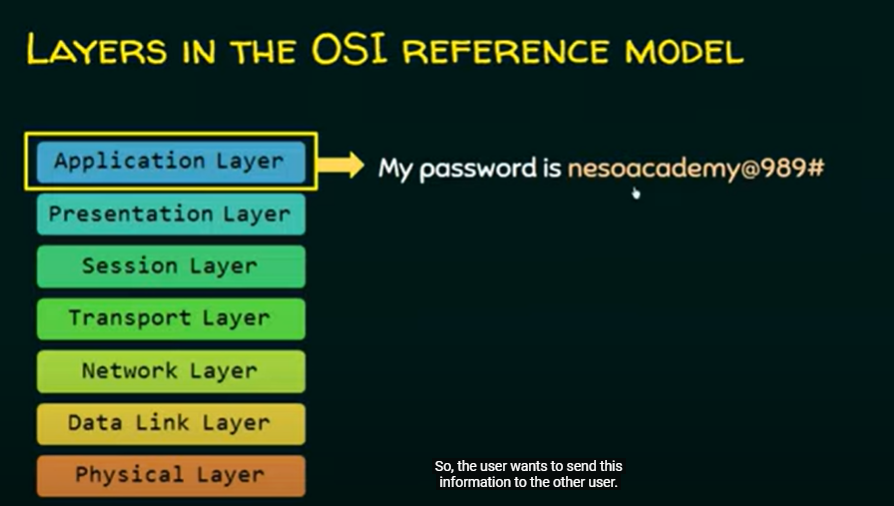 LAYERS IN THE OSI REFERENCE MODEL
Application Layer
My password is nesoacademy@989#
Presentation Layer
Session Layer
Transport Layer
Network Layer
Data Link Layer
Physical Layer
So, the user wants to send this
information to the other user.